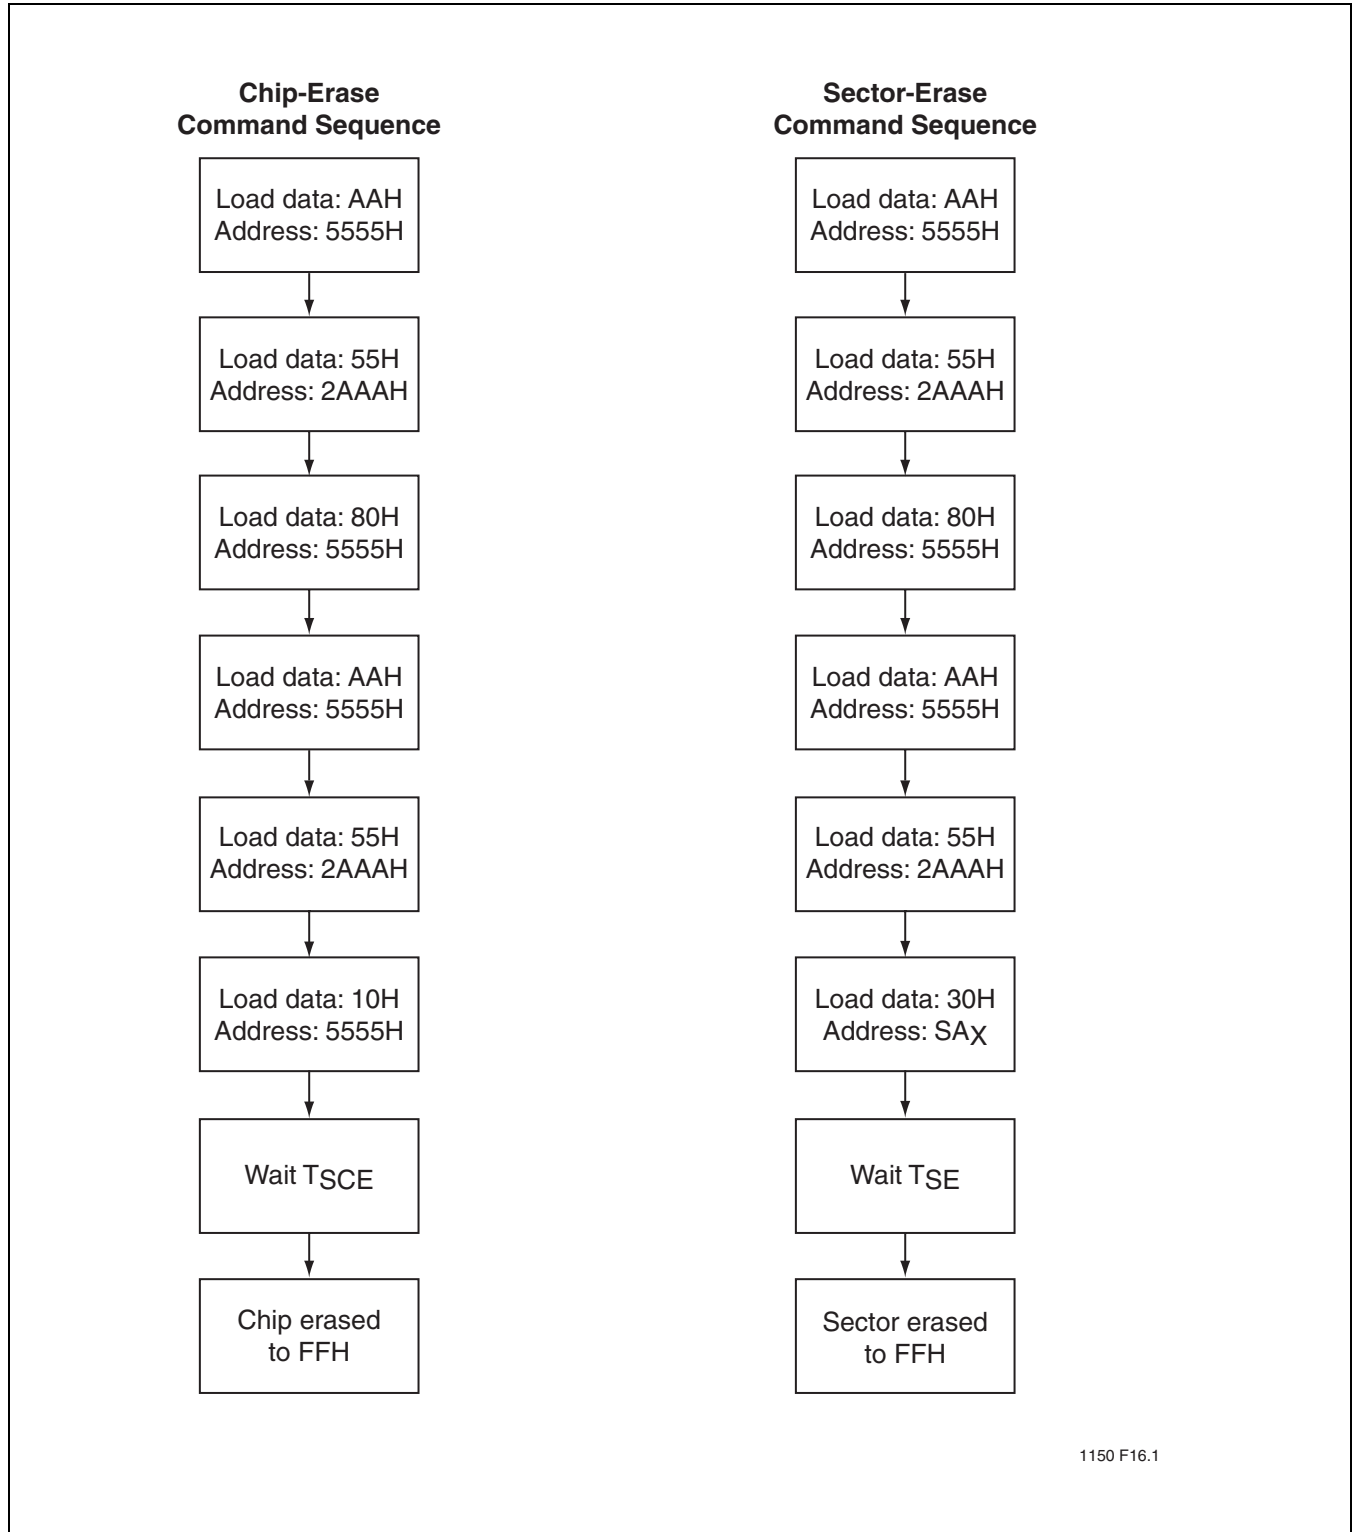 Chip-Erase
Command Sequence
Load data: AAH
Address: 5555H
Load data: 55H
Address: 2AAAH
Load data: 80H
Address: 5555H
Load data: AAH
Address: 5555H
Load data: 55H
Address: 2AAAH
Load data: 10H
Address: 5555H
Wait TSCE
Chip erased
to FFH
Sector-Erase
Command Sequence
Load data: AAH
Address: 5555H
Load data: 55H
Address: 2AAAH
Load data: 80H
Address: 5555H
Load data: AAH
Address: 5555H
Load data: 55H
Address: 2AAAH
Load data: 30H
Address: SAX
Wait TSE
Sector erased
to FFH
1150 F16.1